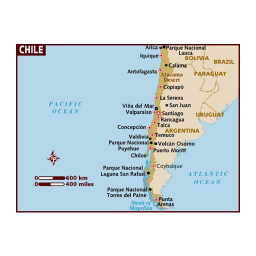 CHILE
Arica
Parque Nacional
Lauca
Iquique
Calama
BOLIVIA
BRAZIL
PARAGUAY
Antofagasta
Atacama
Desert
Copiapó
La Serena
PACIFIC
OCEAN
Viña del Mar
San Juan
Valparaíso
Santiago
URUGUAY
Rancagua
Talca
Concepción
ARGENTINA
Temuco
Valdivia
Volcán Osorno
Parque Nacional
Puyehue
Puerto Montt
Chiloé
Coyhaique
Parque Nacional
Laguna San Rafael
ATLANTIC
OCEAN
600 km
400 miles
Parque Nacional
Torres del Paine
Strait of
Magellan
Punta
Arenas